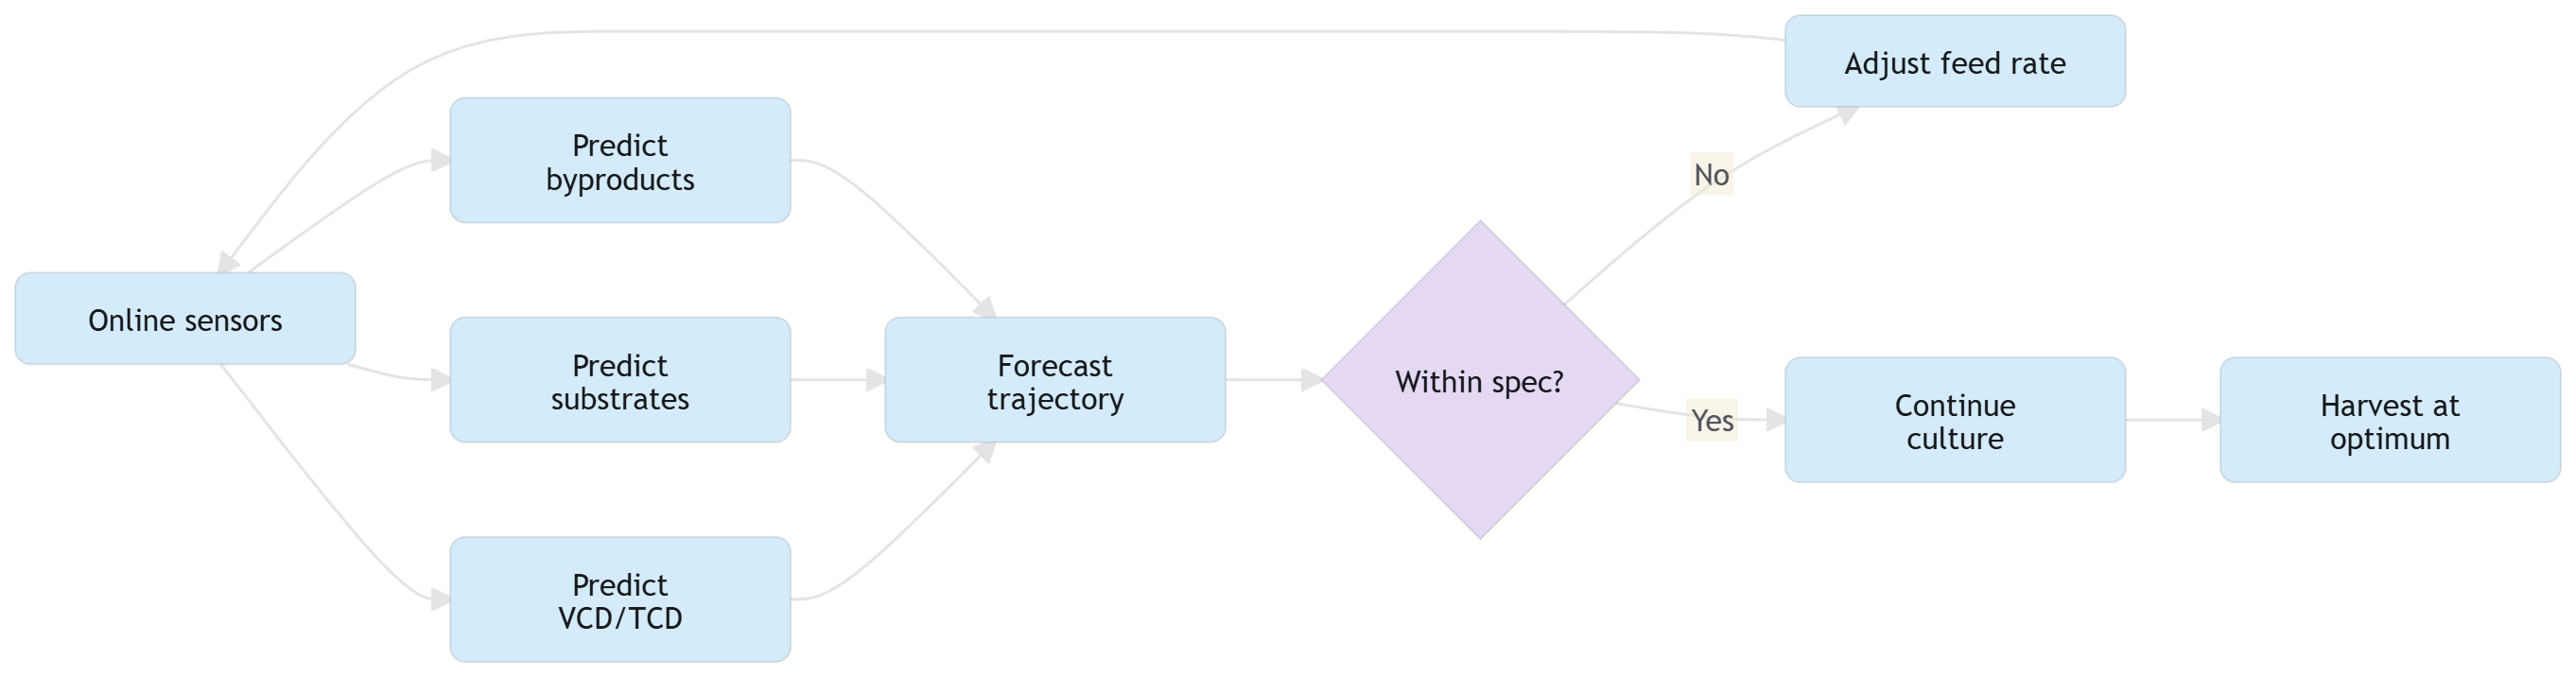 Adjust feed rate
Predict
byproducts
No
Online sensors
Predict
substrates
Forecast
trajectory
Within spec?
Yes
Continue
culture
Harvest at
optimum
Predict
VCD/TCD